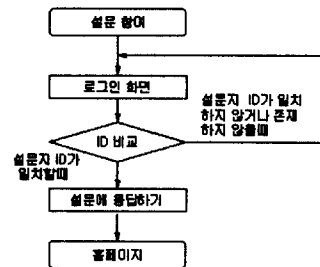 설문 참여
로그인 화면
설문지 ID가 일치
하지 않거나 존재
하지 않을때
ID 비교
설문지 ID가
일치할때
설문에 응답하기
홈페이지